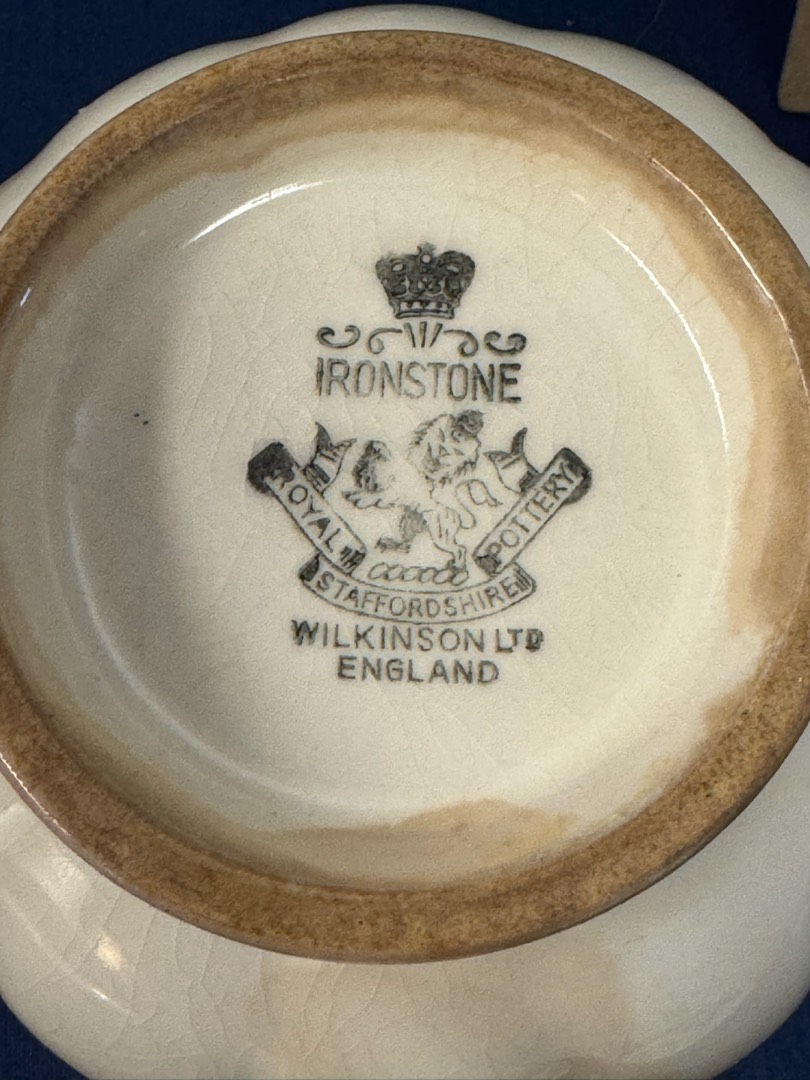 IRONSTONE
ROYAL
STAFFORDSHIRE
POTTERY
WILKINSON LTD
ENGLAND